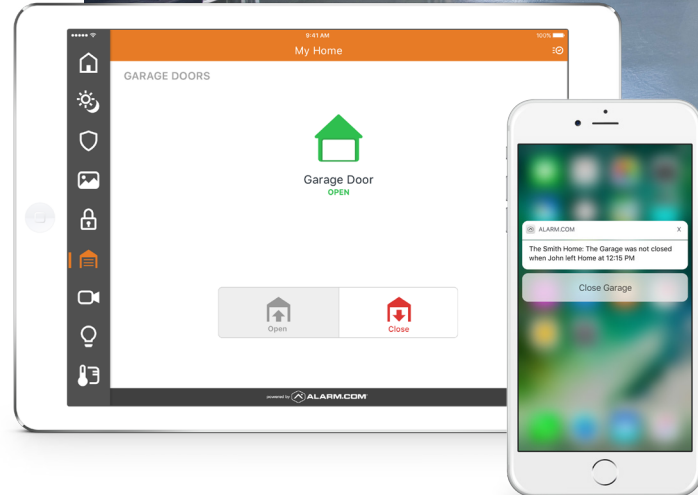 9:41 AM
100%
My Home
GARAGE DOORS
Garage Door
OPEN
Open
Close
powered by ALARM.COM
ALARM.COM
X
The Smith Home: The Garage was not closed
when John left Home at 12:15 PM
Close Garage